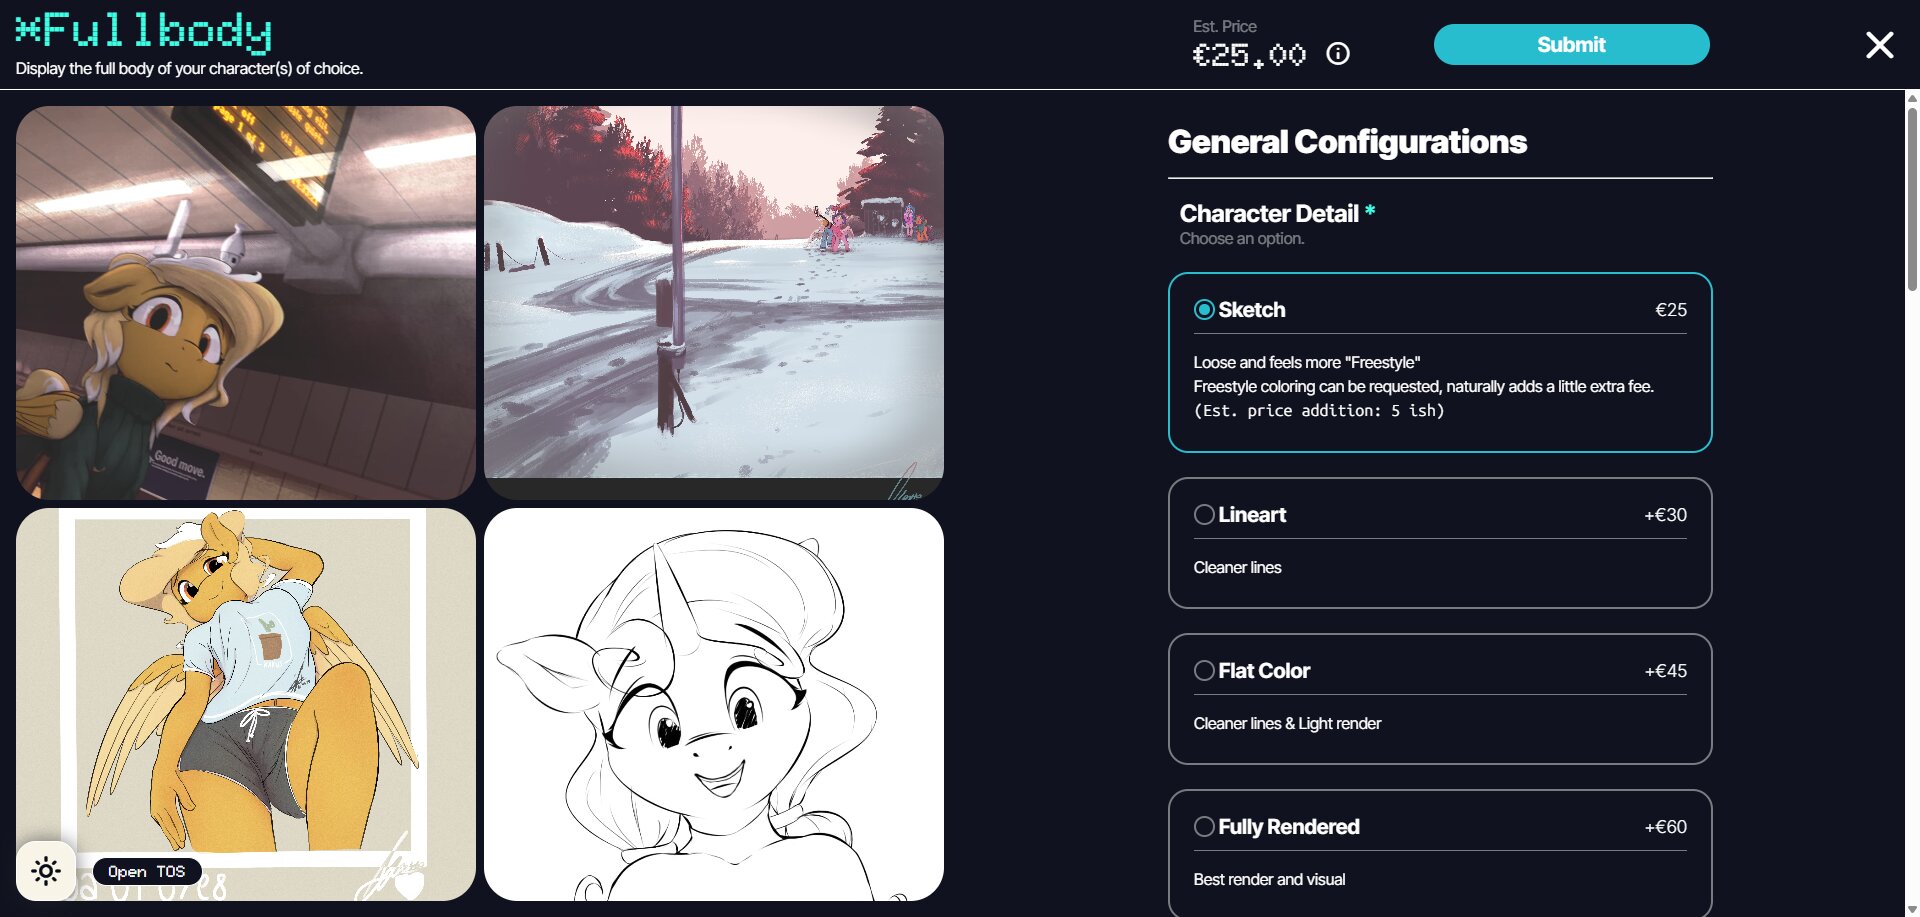 *Fullbody
Display the full body of your character(s) of choice.
Est. Price
€25.00
Submit
General Configurations
Character Detail *
Choose an option.
Sketch
€25
Loose and feels more "Freestyle"
Freestyle coloring can be requested, naturally adds a little extra fee.
(Est. price addition: 5 ish)
Lineart
+€30
Cleaner lines
Flat Color
+€45
Cleaner lines & Light render
Fully Rendered
+€60
Best render and visual
Good move.
Open TOS